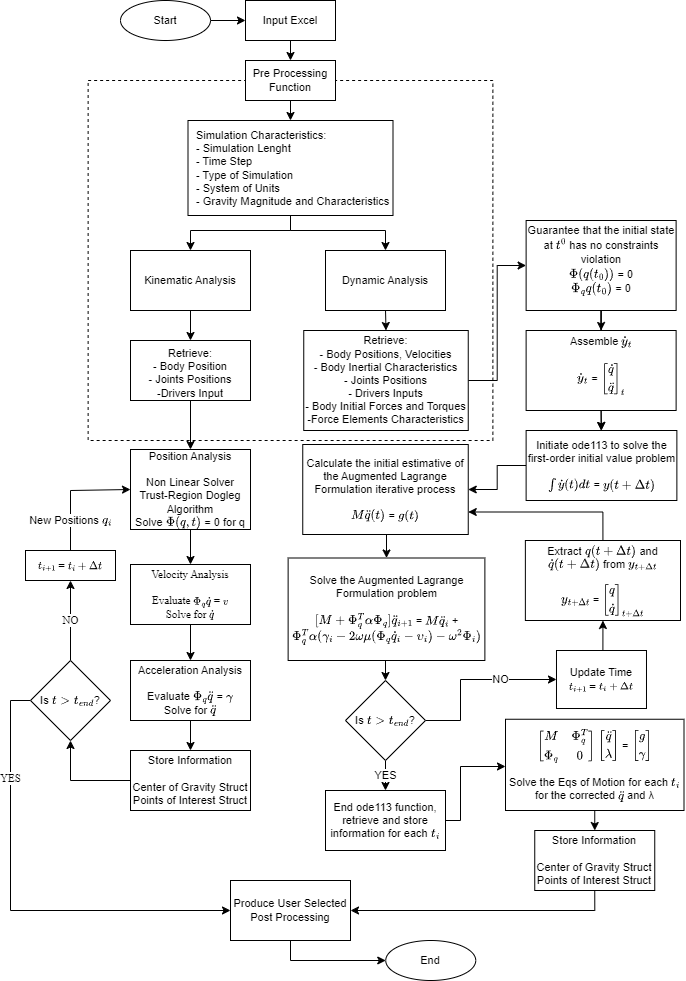 Start
Input Excel
Pre Processing
Function
Simulation Characteristics:
- Simulation Lenght
- Time Step
- Type of Simulation
- System of Units
- Gravity Magnitude and Characteristics
Kinematic Analysis
Dynamic Analysis
Retrieve:
- Body Position
- Joints Positions
-Drivers Input
Retrieve:
- Body Positions, Velocities
- Body Inertial Characteristics
- Joints Positions
- Drivers Inputs
- Body Initial Forces and Torques
-Force Elements Characteristics
Guarantee that the initial state
at t⁰ has no constraints
violation
Φ(q(t₀)) = 0
Φ_q q(t₀) = 0
Assemble ẏ_t
ẏ_t = [q̇ q̈]_t
Initiate ode113 to solve the
first-order initial value problem
∫ ẏ(t)dt = y(t + Δt)
Position Analysis
Non Linear Solver
Trust-Region Dogleg
Algorithm
Solve Φ(q, t) = 0 for q
Velocity Analysis
Evaluate Φ_q q̇ = ν
Solve for q̇
Acceleration Analysis
Evaluate Φ_q q̈ = γ
Solve for q̈
Store Information
Center of Gravity Struct
Points of Interest Struct
Is t > t_end?
NO
t_{i+1} = t_i + Δt
New Positions q_i
YES
Calculate the initial estimative of
the Augmented Lagrange
Formulation iterative process
Mq̈(t) = g(t)
Solve the Augmented Lagrange
Formulation problem
[M + Φ_q^T αΦ_q]q̈_{i+1} = Mq̈_i +
Φ_q^T α(γ_i − 2ωμ(Φ_q q̇_i − υ_i) − ω²Φ_i)
Is t > t_end?
NO
Update Time
t_{i+1} = t_i + Δt
Extract q(t + Δt) and
q̇(t + Δt) from y_{t+Δt}
y_{t+Δt} = [q q̇]_{t+Δt}
YES
End ode113 function,
retrieve and store
information for each t_i
[M Φ_q^T; Φ_q 0] [q̈; λ] = [g; γ]
Solve the Eqs of Motion for each t_i
for the corrected q̈ and λ
Store Information
Center of Gravity Struct
Points of Interest Struct
Produce User Selected
Post Processing
End